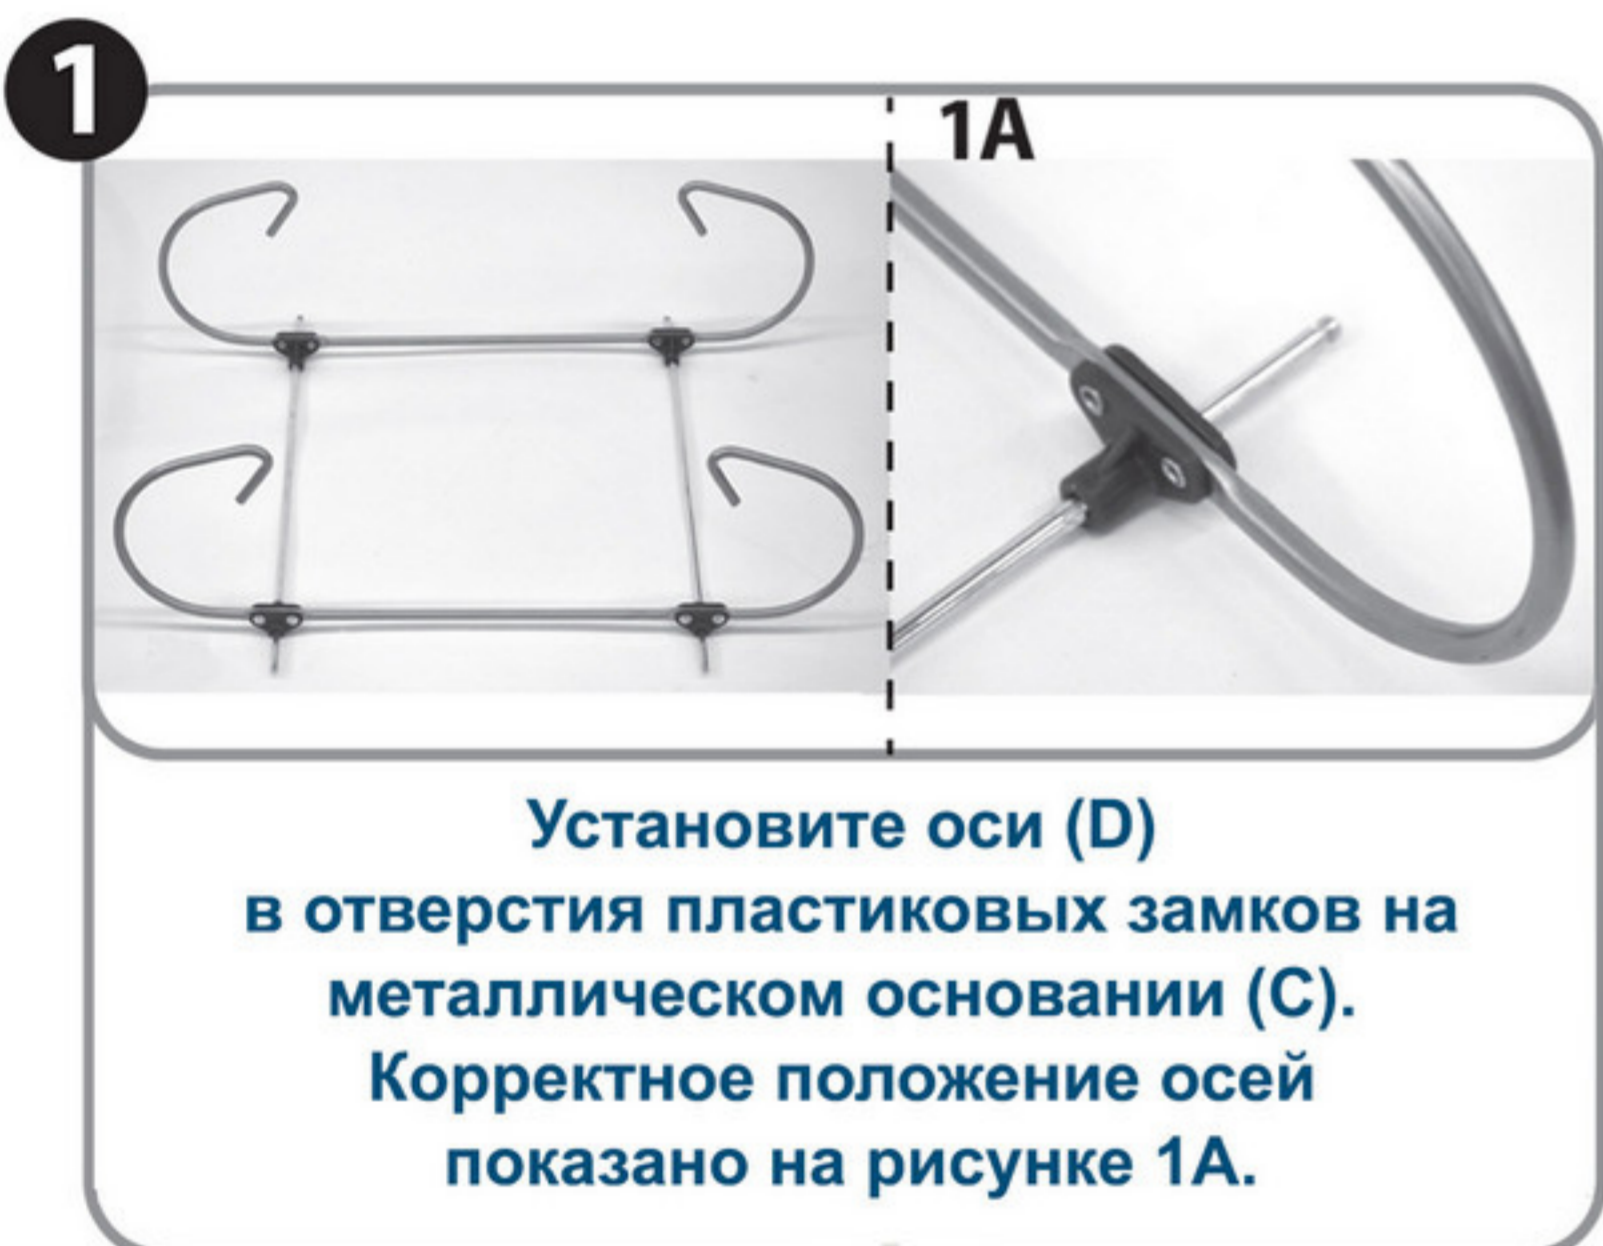 1
1A
Установите оси (D)
в отверстия пластиковых замков на
металлическом основании (C).
Корректное положение осей
показано на рисунке 1А.